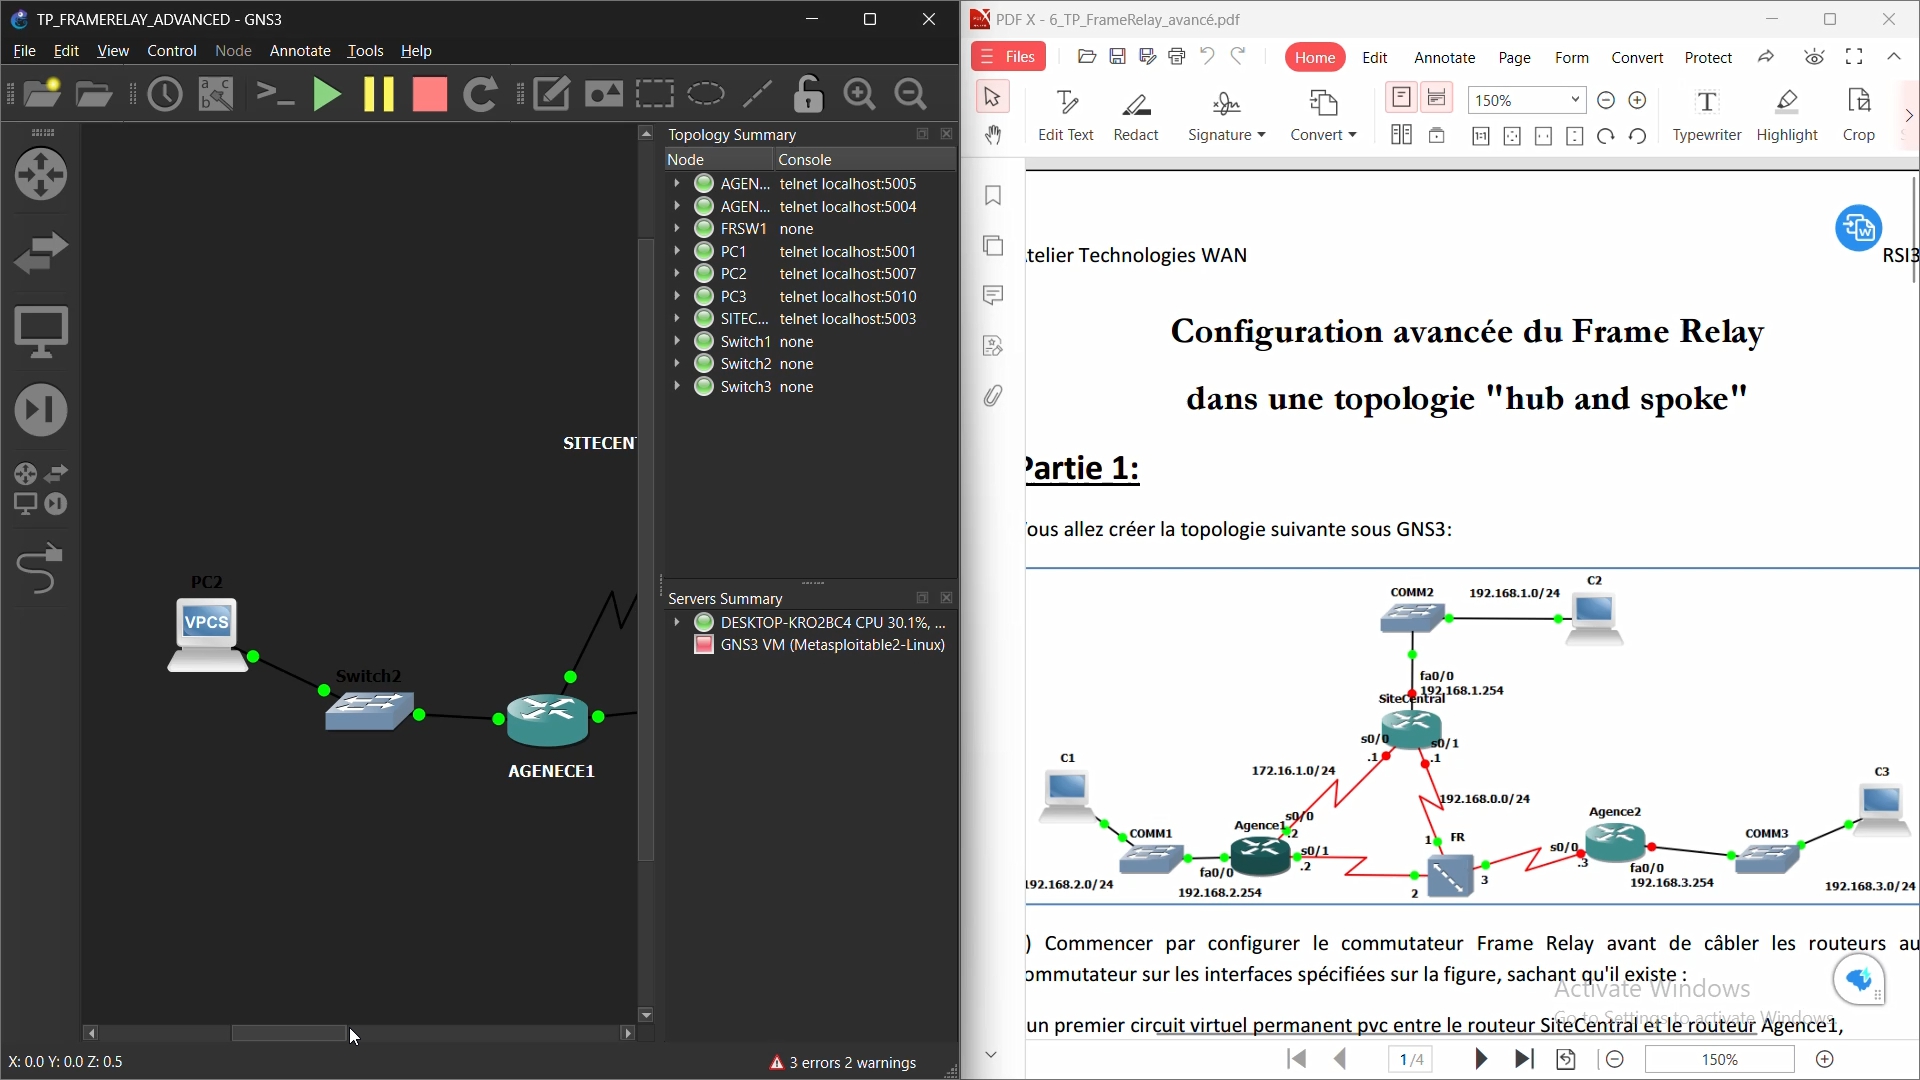 TP_FRAMERELAY_ADVANCED - GNS3
File Edit View Control Node Annotate Tools Help
Topology Summary
Node Console
AGEN... telnet localhost:5005
AGEN... telnet localhost:5004
FRSW1 none
PC1 telnet localhost:5001
PC2 telnet localhost:5007
PC3 telnet localhost:5010
SITEC... telnet localhost:5003
Switch1 none
Switch2 none
Switch3 none
SITECEN
PC2
VPCS
Switch2
AGENECE1
Servers Summary
DESKTOP-KRO2BC4 CPU 30.1%, ...
GNS3 VM (Metasploitable2-Linux)
X: 0.0 Y: 0.0 Z: 0.5
3 errors 2 warnings
PDF X - 6_TP_FrameRelay_avancé.pdf
Files Home Edit Annotate Page Form Convert Protect
150%
Edit Text Redact Signature Convert Typewriter Highlight Crop
telier Technologies WAN RSI3
Configuration avancée du Frame Relay
dans une topologie "hub and spoke"
Partie 1:
ous allez créer la topologie suivante sous GNS3:
C2
COMM2 192.168.1.0/24
fa0/0
192.168.1.254
SiteCentral
s0/0 s0/1
.1 .1
C1
172.16.1.0/24
C3
192.168.0.0/24
Agence2
s0/0
Agence1
.2
COMM1
1 FR
COMM3
s0/1
s0/0
.2
.3
fa0/0
fa0/0
3
192.168.2.0/24
192.168.3.254
192.168.3.0/24
192.168.2.254
2
) Commencer par configurer le commutateur Frame Relay avant de câbler les routeurs au
ommutateur sur les interfaces spécifiées sur la figure, sachant qu'il existe :
Activate Windows
Go to Settings to activate Windows.
un premier circuit virtuel permanent pvc entre le routeur SiteCentral et le routeur Agence1,
1/4
150%